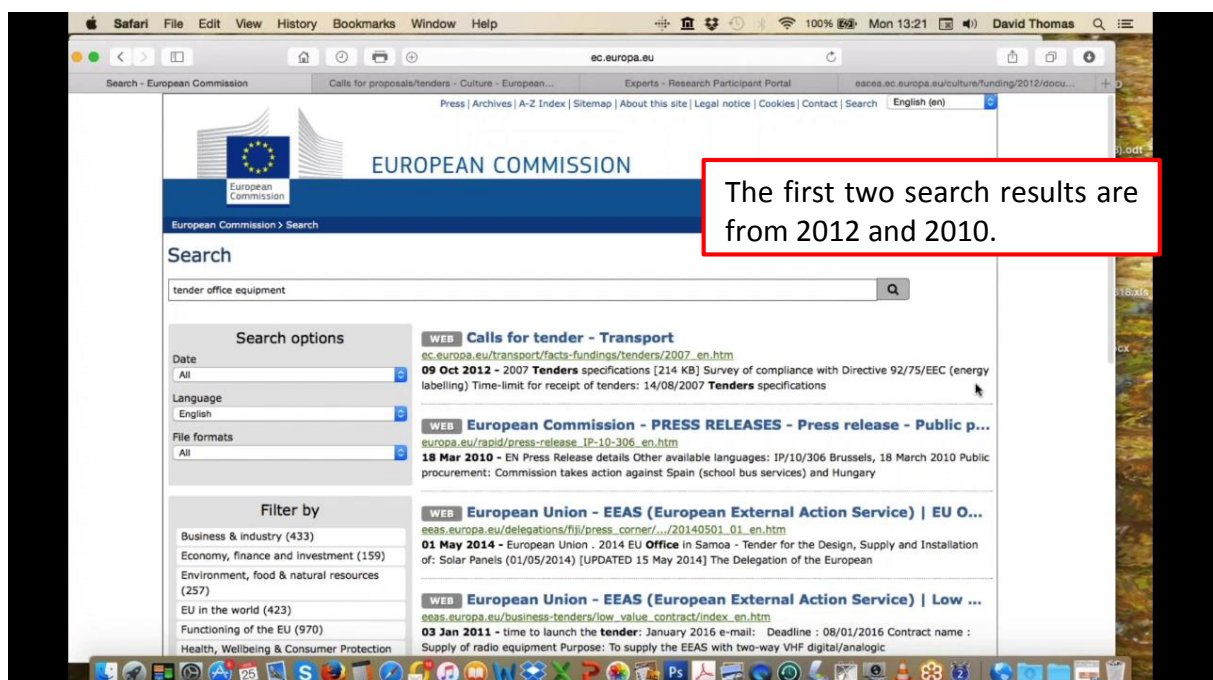 Safari File Edit View History Bookmarks Window Help 100% Mon 13:21 David Thomas
ec.europa.eu
Search - European Commission Calls for proposals/tenders - Culture - European... Experts - Research Participant Portal eacea.ec.europa.eu/culture/funding/2012/docu...
Press | Archives | A-Z Index | Sitemap | About this site | Legal notice | Cookies | Contact | Search English (en)
EUROPEAN COMMISSION
European
Commission
European Commission > Search
The first two search results are
from 2012 and 2010.
Search
tender office equipment
Search options
Date
All
Language
English
File formats
All
Filter by
Business & industry (433)
Economy, finance and investment (159)
Environment, food & natural resources
(257)
EU in the world (423)
Functioning of the EU (970)
Health, Wellbeing & Consumer Protection
WEB Calls for tender - Transport
ec.europa.eu/transport/facts-fundings/tenders/2007_en.htm
09 Oct 2012 - 2007 Tenders specifications [214 KB] Survey of compliance with Directive 92/75/EEC (energy
labelling) Time-limit for receipt of tenders: 14/08/2007 Tenders specifications
WEB European Commission - PRESS RELEASES - Press release - Public p...
europa.eu/rapid/press-release_IP-10-306_en.htm
18 Mar 2010 - EN Press Release details Other available languages: IP/10/306 Brussels, 18 March 2010 Public
procurement: Commission takes action against Spain (school bus services) and Hungary
WEB European Union - EEAS (European External Action Service) | EU O...
eeas.europa.eu/delegations/fiji/press_corner/.../20140501_01_en.htm
01 May 2014 - European Union . 2014 EU Office in Samoa - Tender for the Design, Supply and Installation
of: Solar Panels (01/05/2014) [UPDATED 15 May 2014] The Delegation of the European
WEB European Union - EEAS (European External Action Service) | Low ...
eeas.europa.eu/business-tenders/low_value_contract/index_en.htm
03 Jan 2011 - time to launch the tender: January 2016 e-mail: Deadline : 08/01/2016 Contract name :
Supply of radio equipment Purpose: To supply the EEAS with two-way VHF digital/analogic